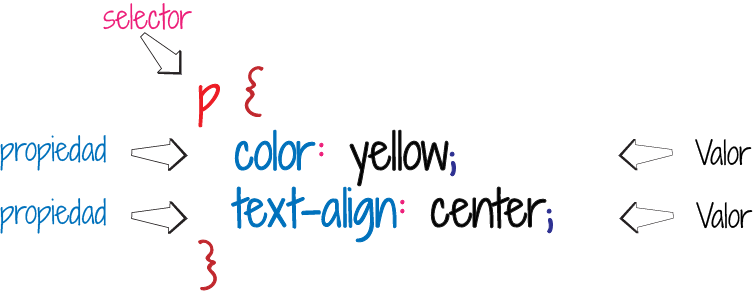 selector
p {
propiedad color: yellow; Valor
propiedad text-align: center; Valor
}